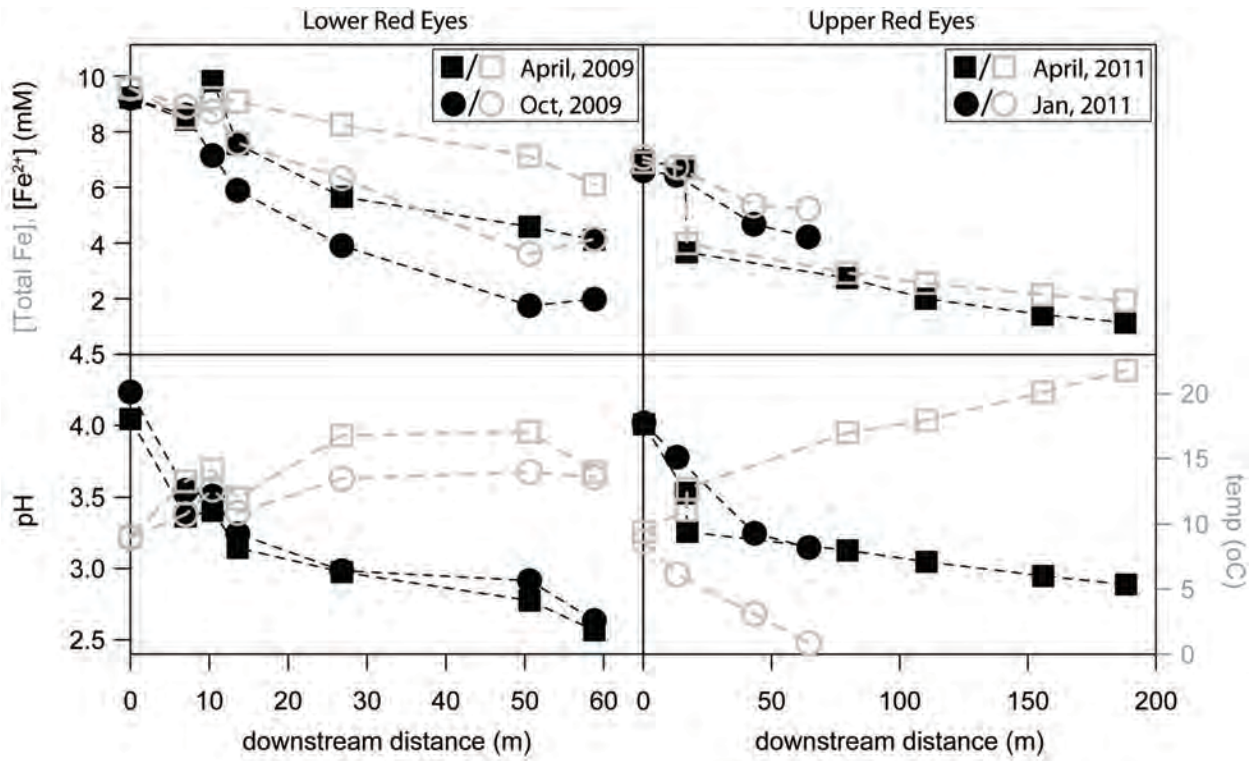 Lower Red Eyes
Upper Red Eyes
[Total Fe], [Fe²⁺] (mM)
10
8
6
4
2
/ April, 2009
/ Oct, 2009
/ April, 2011
/ Jan, 2011
pH
4.5
4.0
3.5
3.0
2.5
temp (oC)
20
15
10
5
0
0 10 20 30 40 50 60
0 50 100 150 200
downstream distance (m)
downstream distance (m)